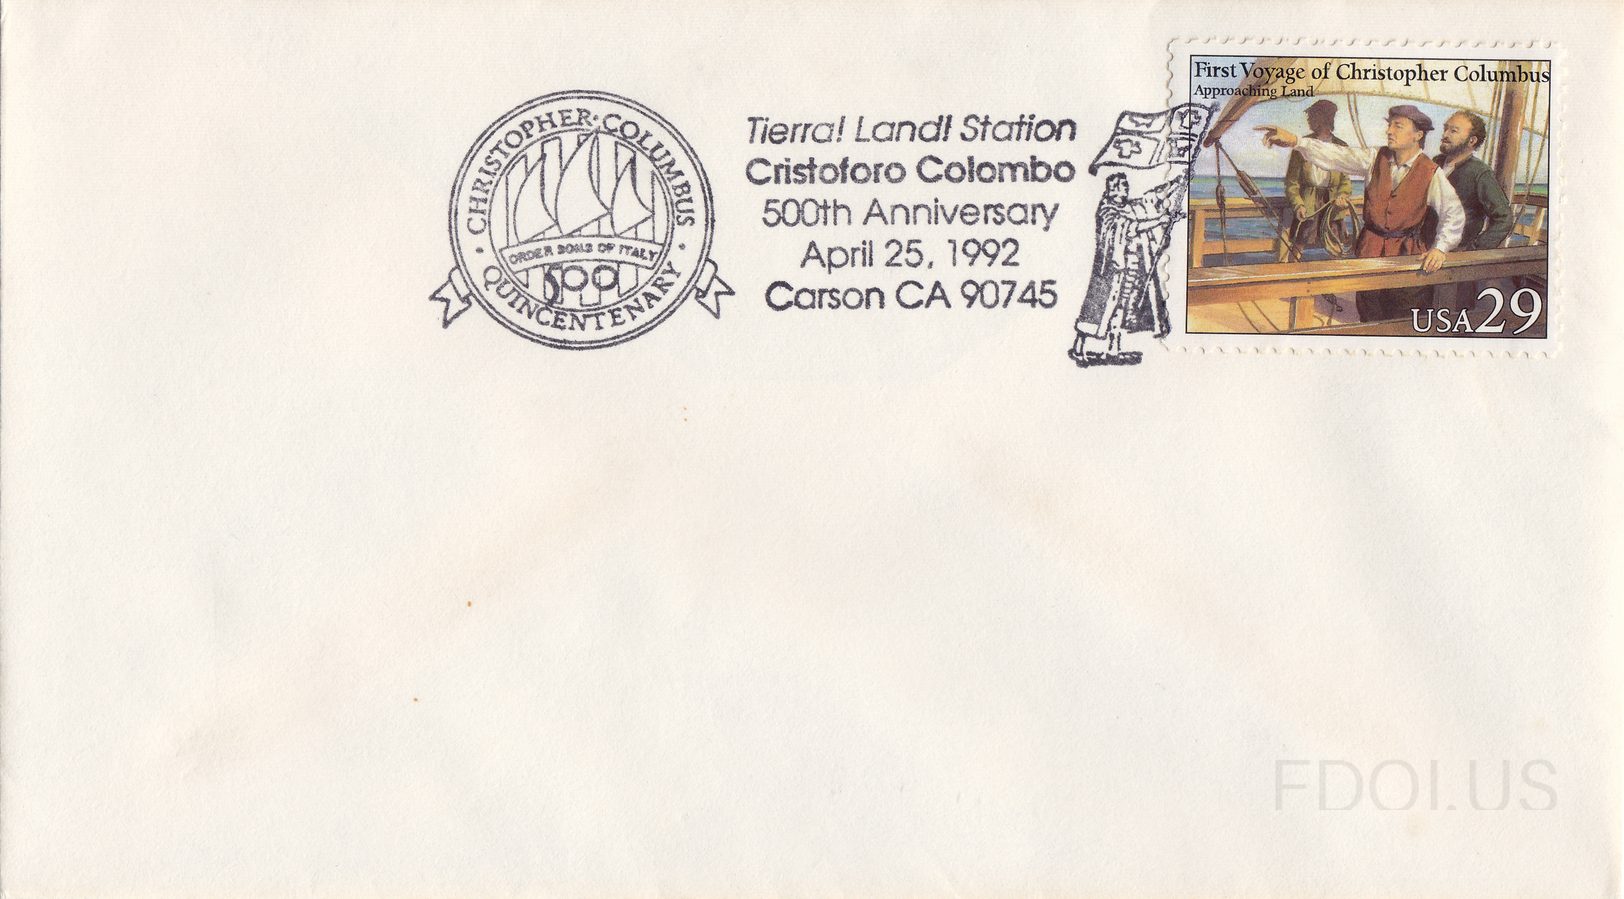 CHRISTOPHER·COLUMBUS
ORDER SONS OF ITALY
500
· QUINCENTENARY ·
Tierra! Land! Station
Cristoforo Colombo
500th Anniversary
April 25, 1992
Carson CA 90745
First Voyage of Christopher Columbus
Approaching Land
USA29
FDOI.US